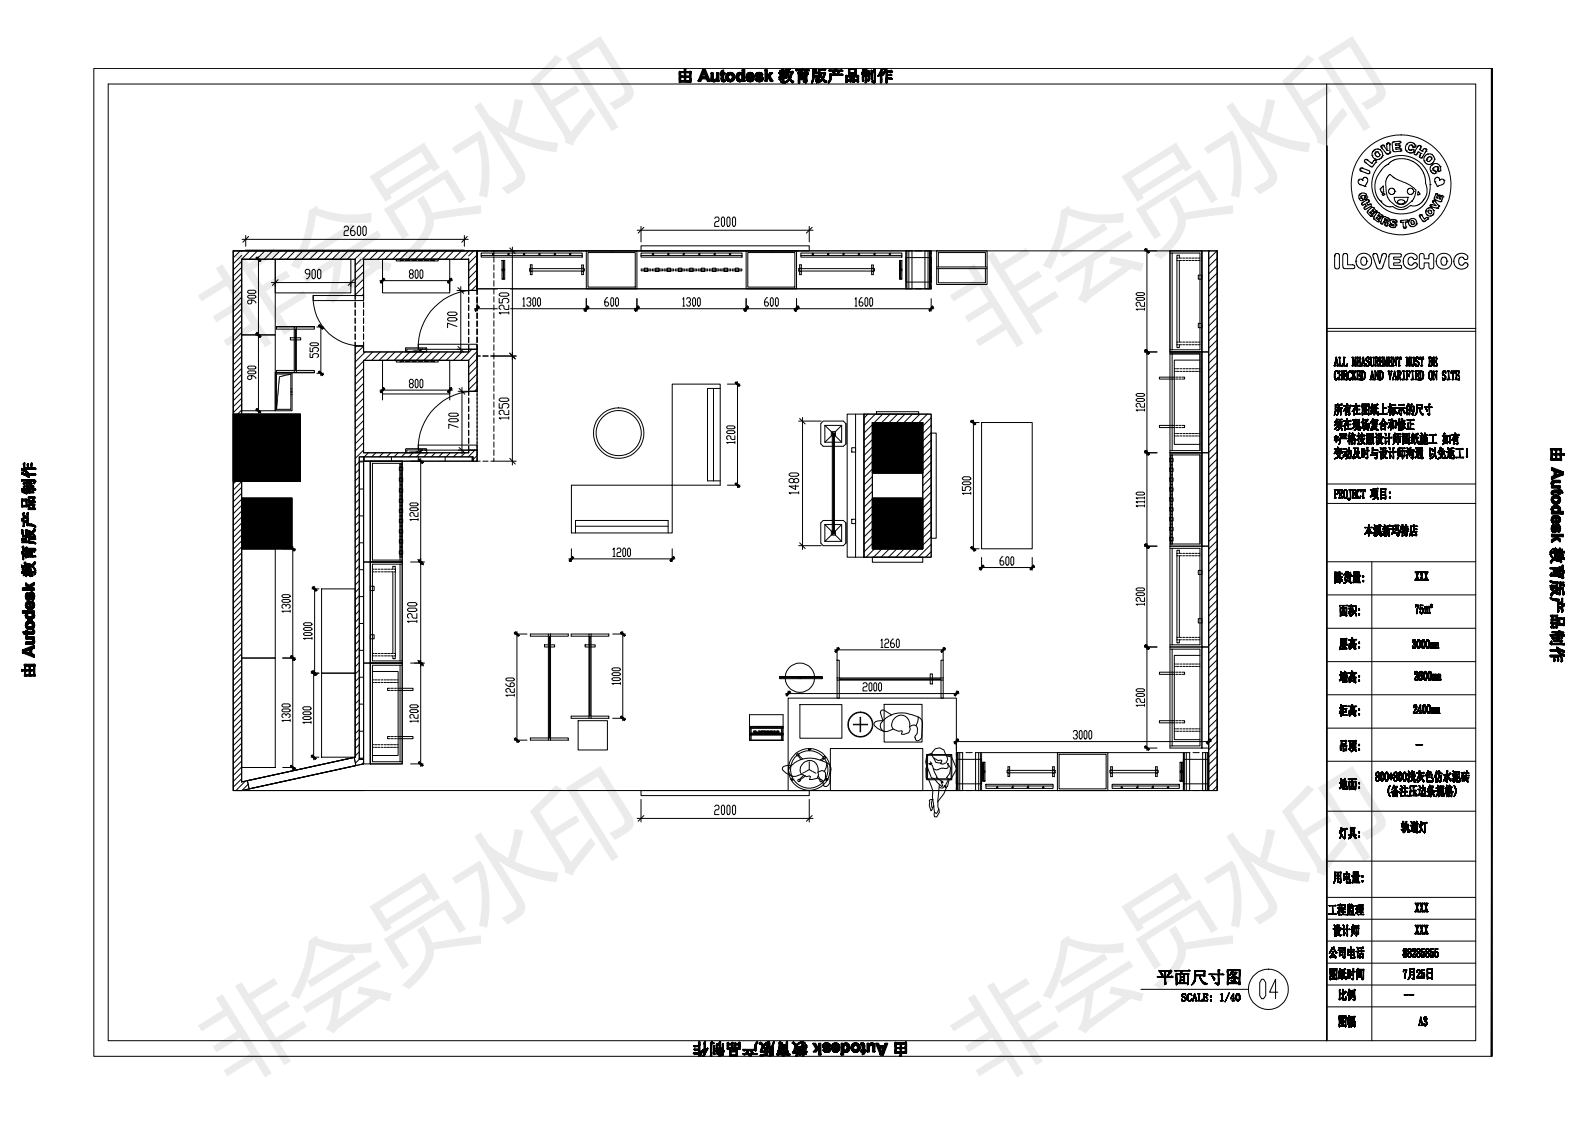 由 Autodesk 教育版产品制作
非会员水印
非会员水印
2600
2000
900
800
900
550
900
700
1250
1300
600
1300
600
1600
800
700
1250
1200
1200
1200
1200
1480
1500
600
1200
1110
1200
1200
1200
1200
1300
1300
1000
1000
1260
1000
1260
2000
3000
2000
非会员水印
非会员水印
平面尺寸图
SCALE: 1/40
04
I LOVE CHOC
CHEERS TO LOVE
ILOVECHOC
ALL MEASUREMENT MUST BE
CHECKED AND VARIFIED ON SITE
所有在图纸上标示的尺寸
须在现场复合和修正
*严格按照设计师图纸施工 如有
变动及时与设计师沟通 以免返工!
PROJECT 项目:
本溪新玛特店
陈货量: XXX
面积: 75㎡
层高: 3000mm
墙高: 2800mm
柜高: 2400mm
吊顶: —
地面: 800*800浅灰色仿水泥砖
(备注压边条规格)
灯具: 轨道灯
用电量:
工程监理 XXX
设计师 XXX
公司电话
图纸时间 7月25日
比例 —
图幅 A3
由 Autodesk 教育版产品制作
由 Autodesk 教育版产品制作
由 Autodesk 教育版产品制作